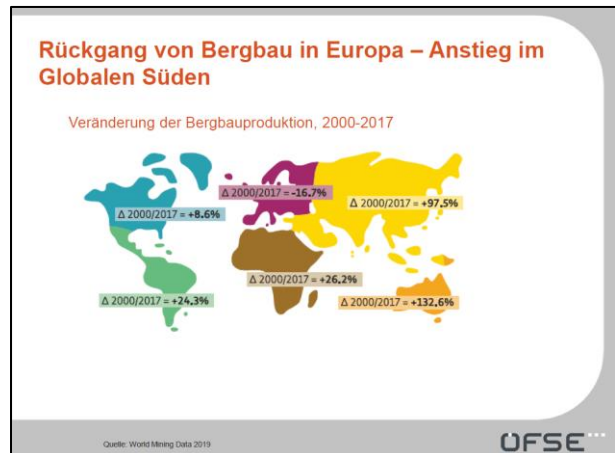 Rückgang von Bergbau in Europa – Anstieg im
Globalen Süden
Veränderung der Bergbauproduktion, 2000-2017
Δ 2000/2017 = -16.7%
Δ 2000/2017 = +97.5%
Δ 2000/2017 = +8.6%
Δ 2000/2017 = +26.2%
Δ 2000/2017 = +24.3%
Δ 2000/2017 = +132.6%
Quelle: World Mining Data 2019
ÖFSE